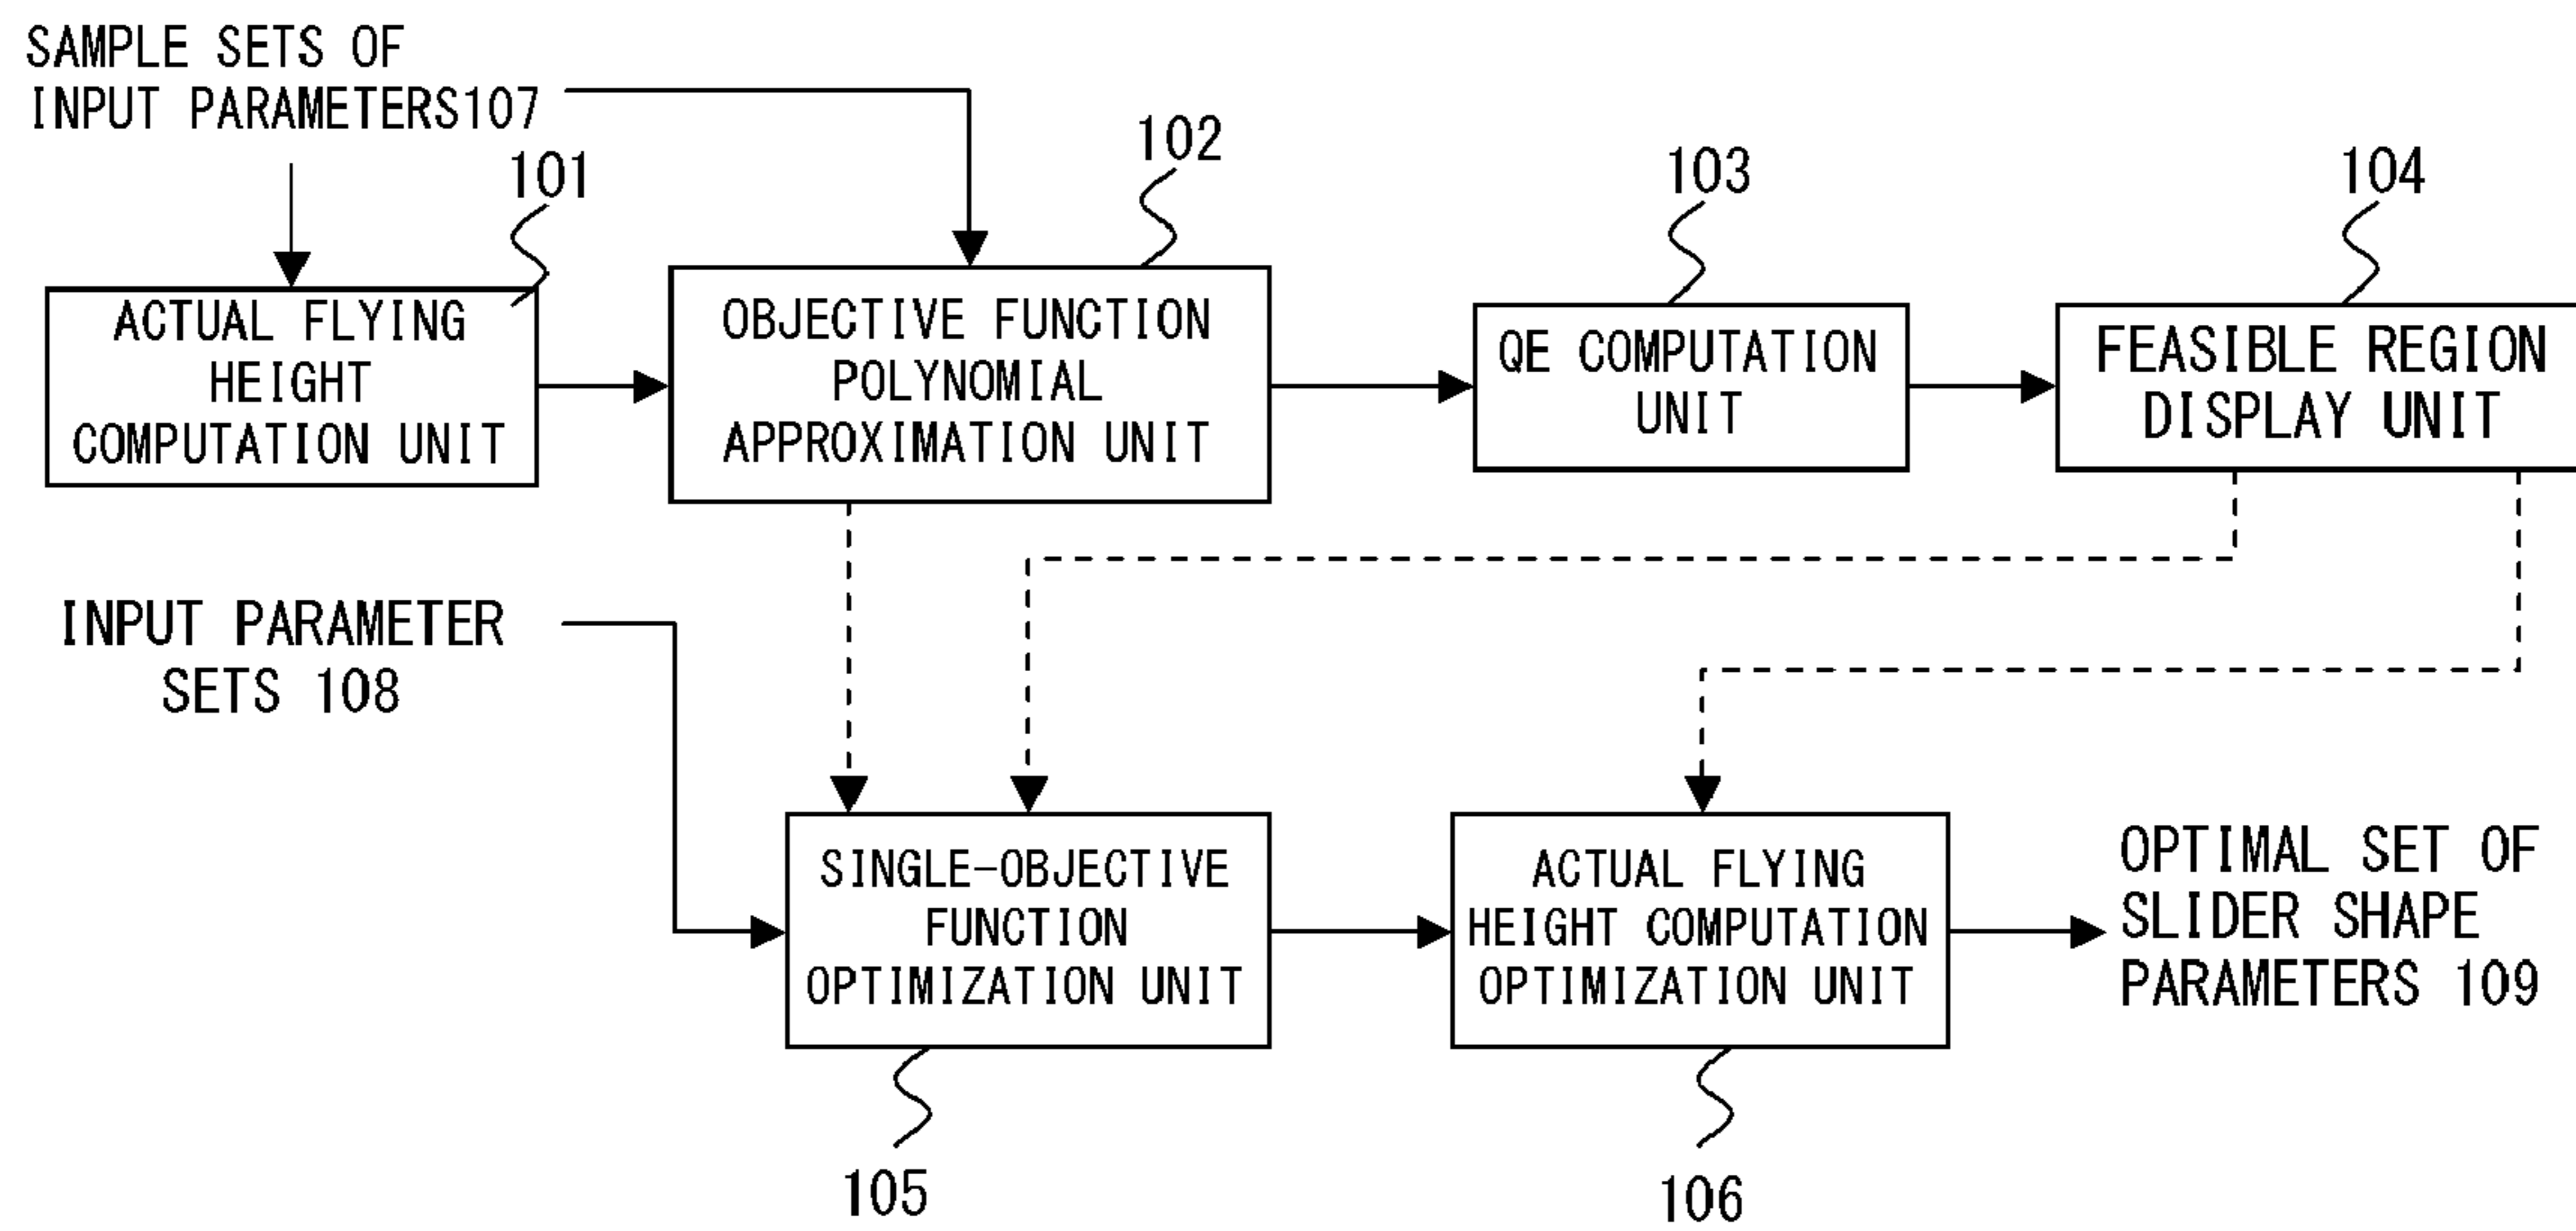 SAMPLE SETS OF
INPUT PARAMETERS107
101
102
103
104
ACTUAL FLYING
HEIGHT
COMPUTATION UNIT
OBJECTIVE FUNCTION
POLYNOMIAL
APPROXIMATION UNIT
QE COMPUTATION
UNIT
FEASIBLE REGION
DISPLAY UNIT
INPUT PARAMETER
SETS 108
SINGLE-OBJECTIVE
FUNCTION
OPTIMIZATION UNIT
ACTUAL FLYING
HEIGHT COMPUTATION
OPTIMIZATION UNIT
OPTIMAL SET OF
SLIDER SHAPE
PARAMETERS 109
105
106